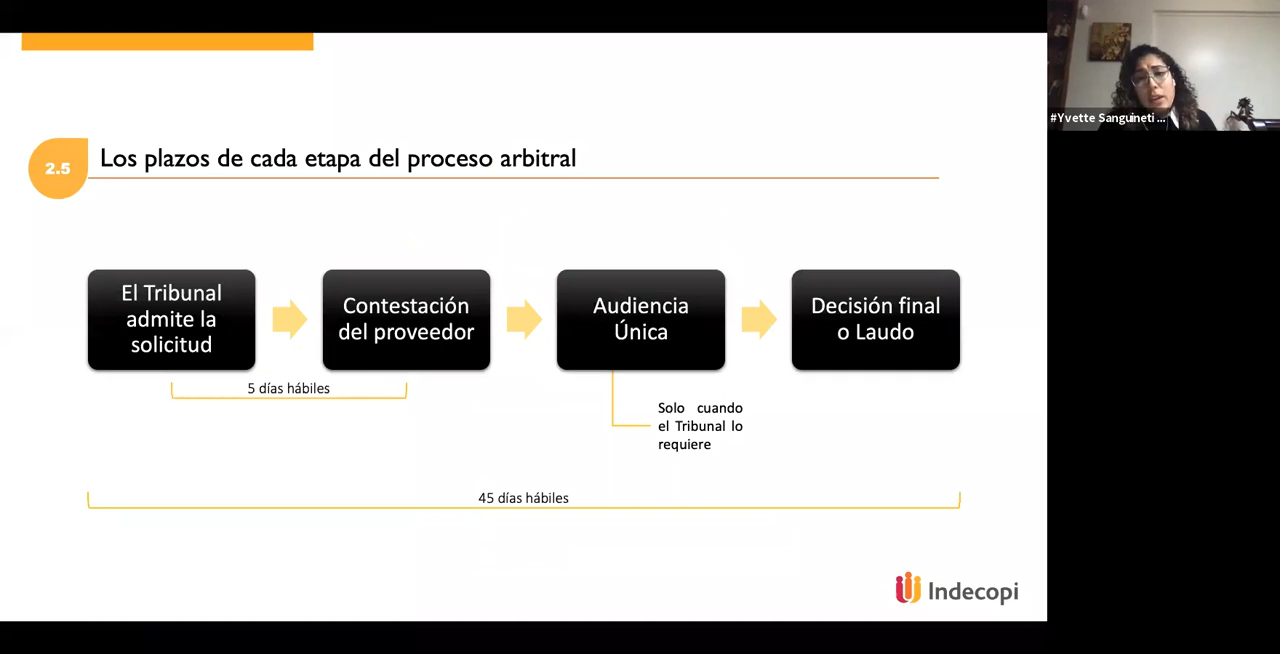 #Yvette Sanguineti ...
2.5
Los plazos de cada etapa del proceso arbitral
El Tribunal
admite la
solicitud
Contestación
del proveedor
Audiencia
Única
Decisión final
o Laudo
5 días hábiles
Solo cuando
el Tribunal lo
requiere
45 días hábiles
Indecopi